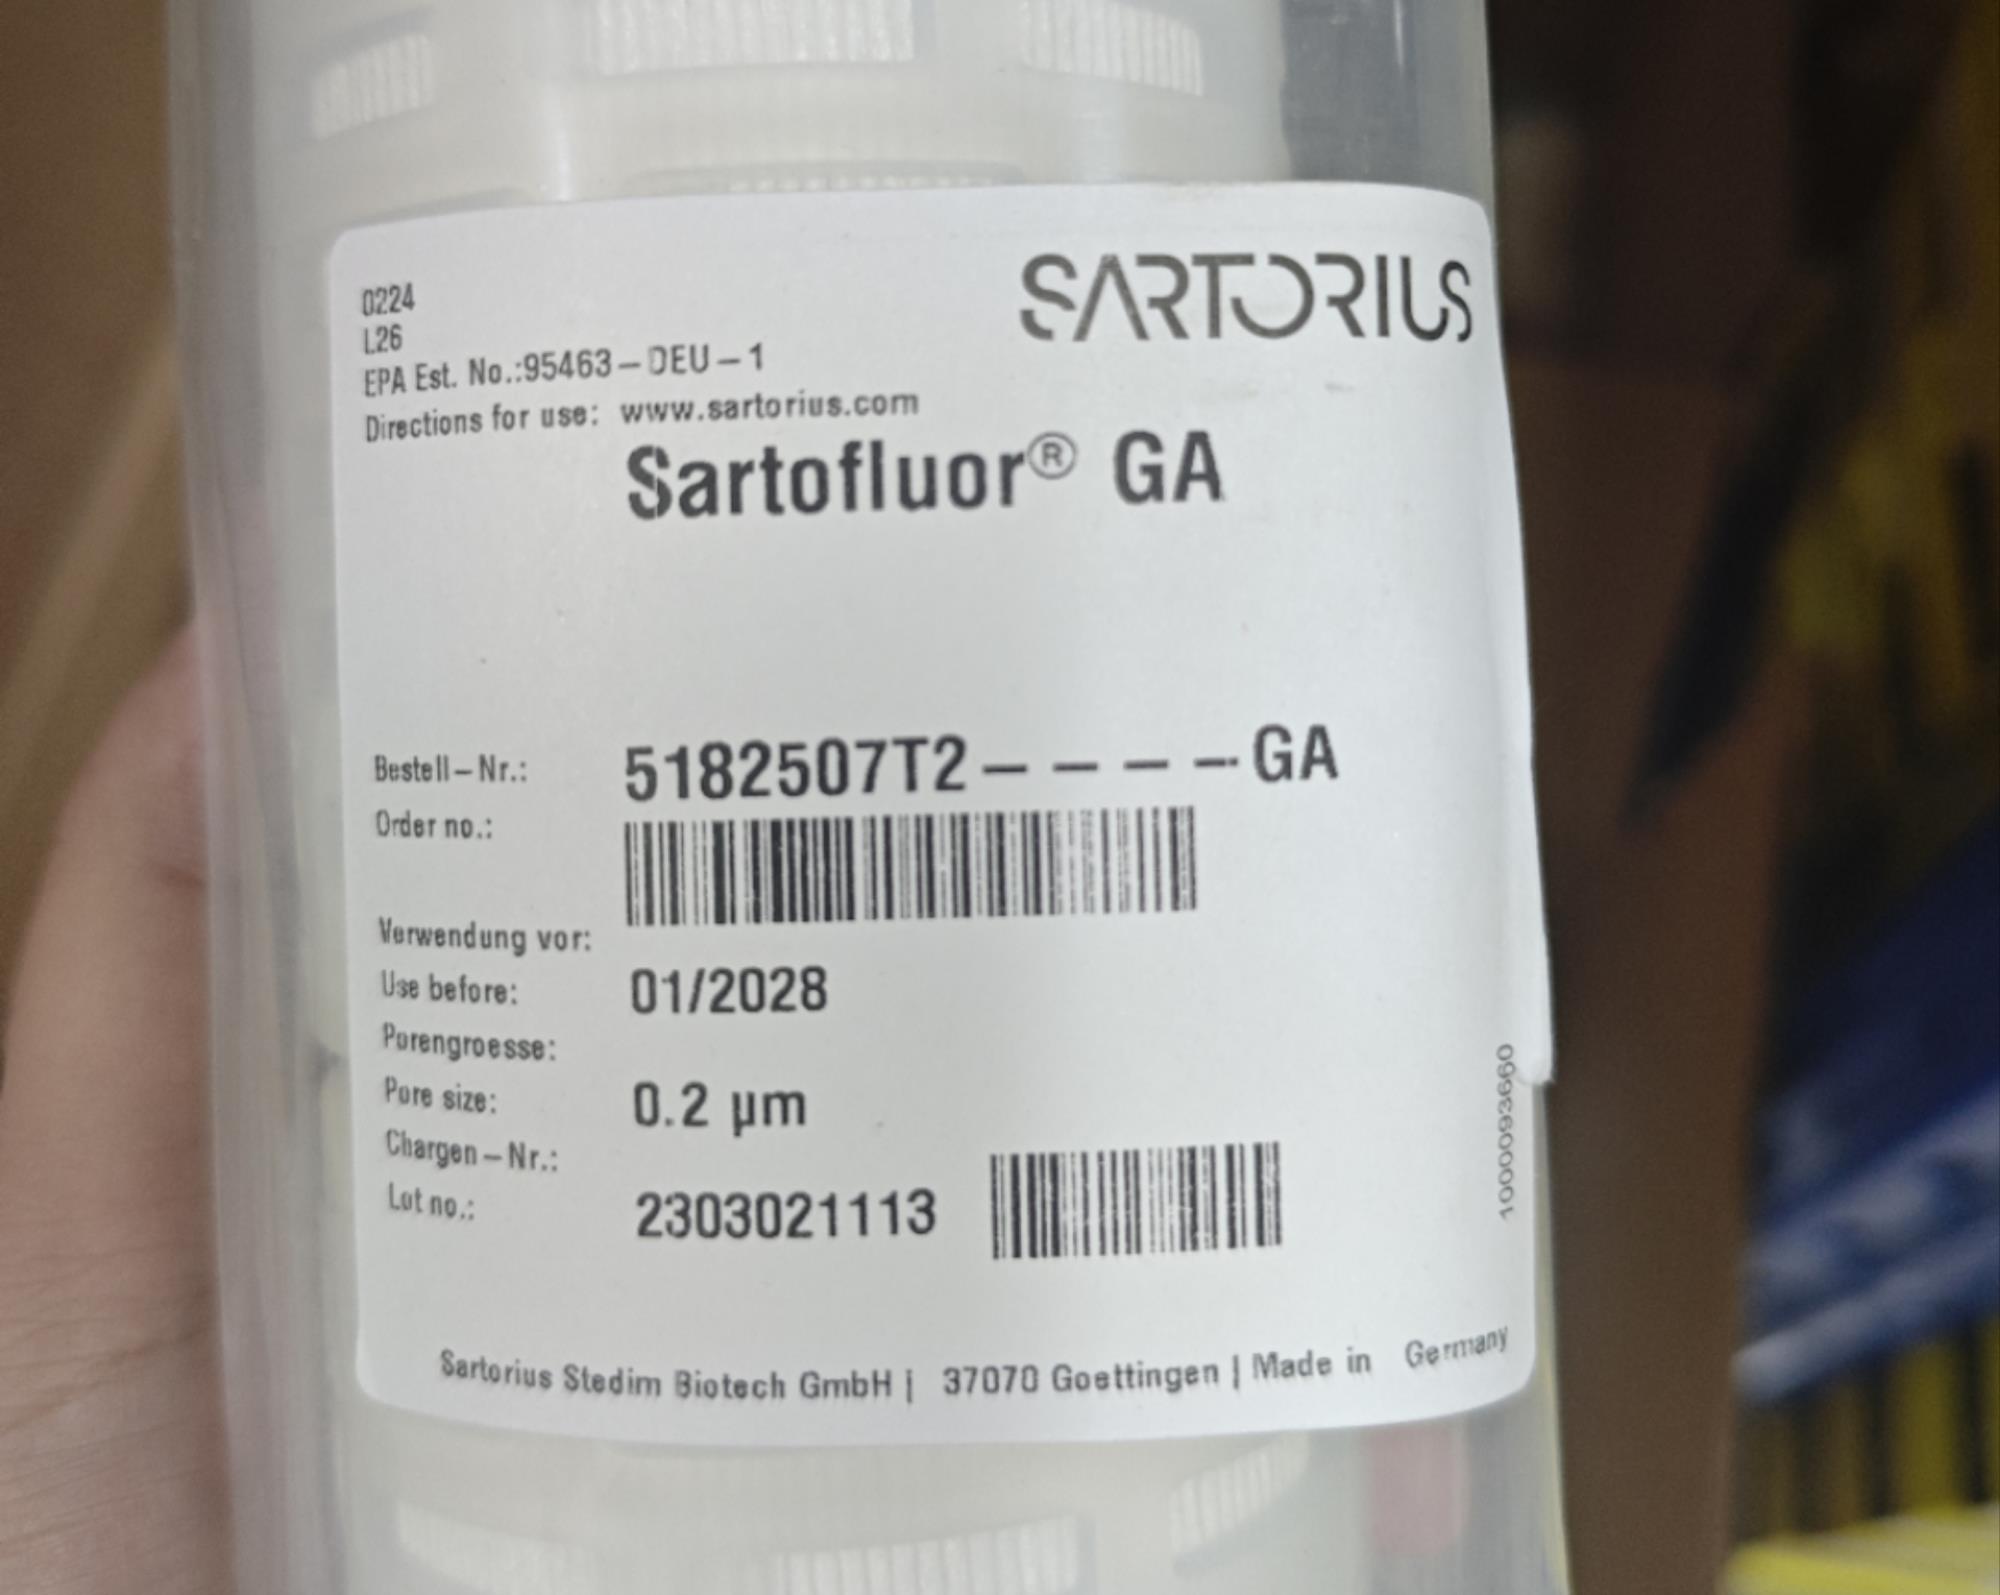 SARTORIUS
0224
L26
EPA Est. No.:95463–DEU–1
Directions for use: www.sartorius.com
Sartofluor® GA
Bestell–Nr.: 5182507T2––––GA
Order no.:
Verwendung vor:
Use before: 01/2028
Porengroesse:
Pore size: 0.2 µm
Chargen–Nr.:
Lot no.: 2303021113
1000093660
Sartorius Stedim Biotech GmbH | 37070 Goettingen | Made in Germany